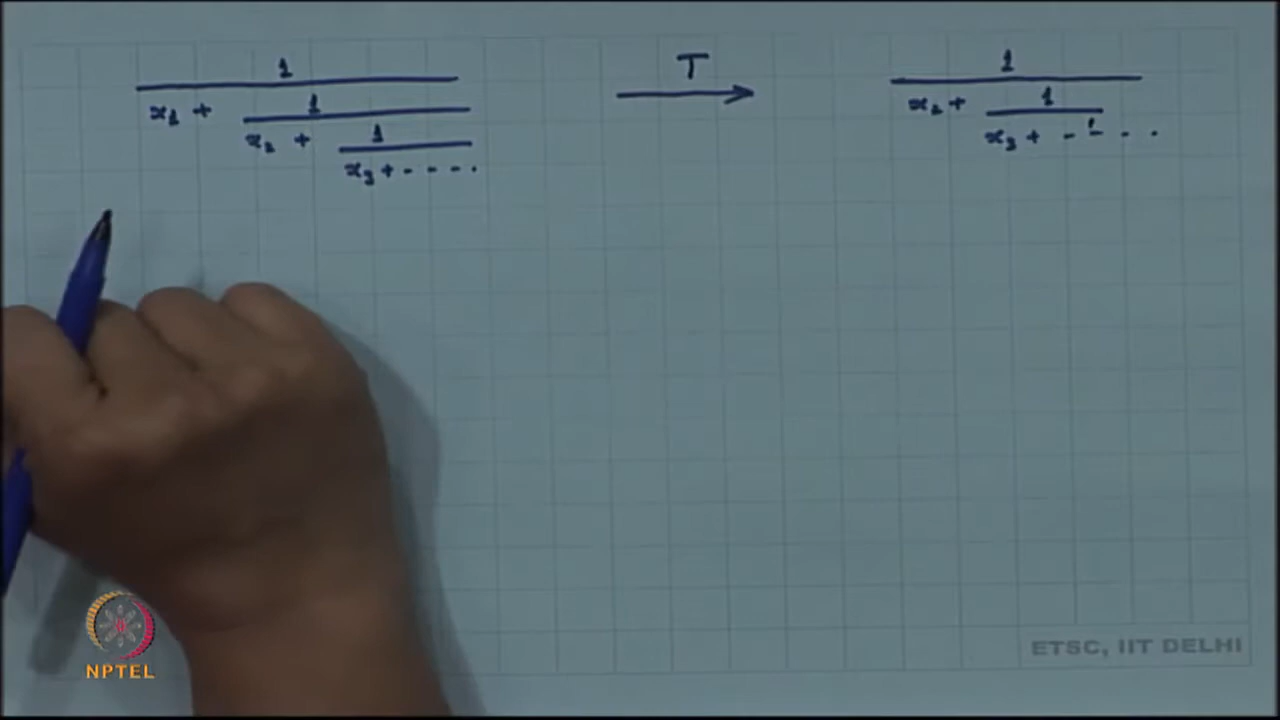 1 T 1
x₁ + 1 x₂ + 1
x₂ + 1 x₃ + - - - .
x₃ + - - - .
NPTEL
ETSC, IIT DELHI